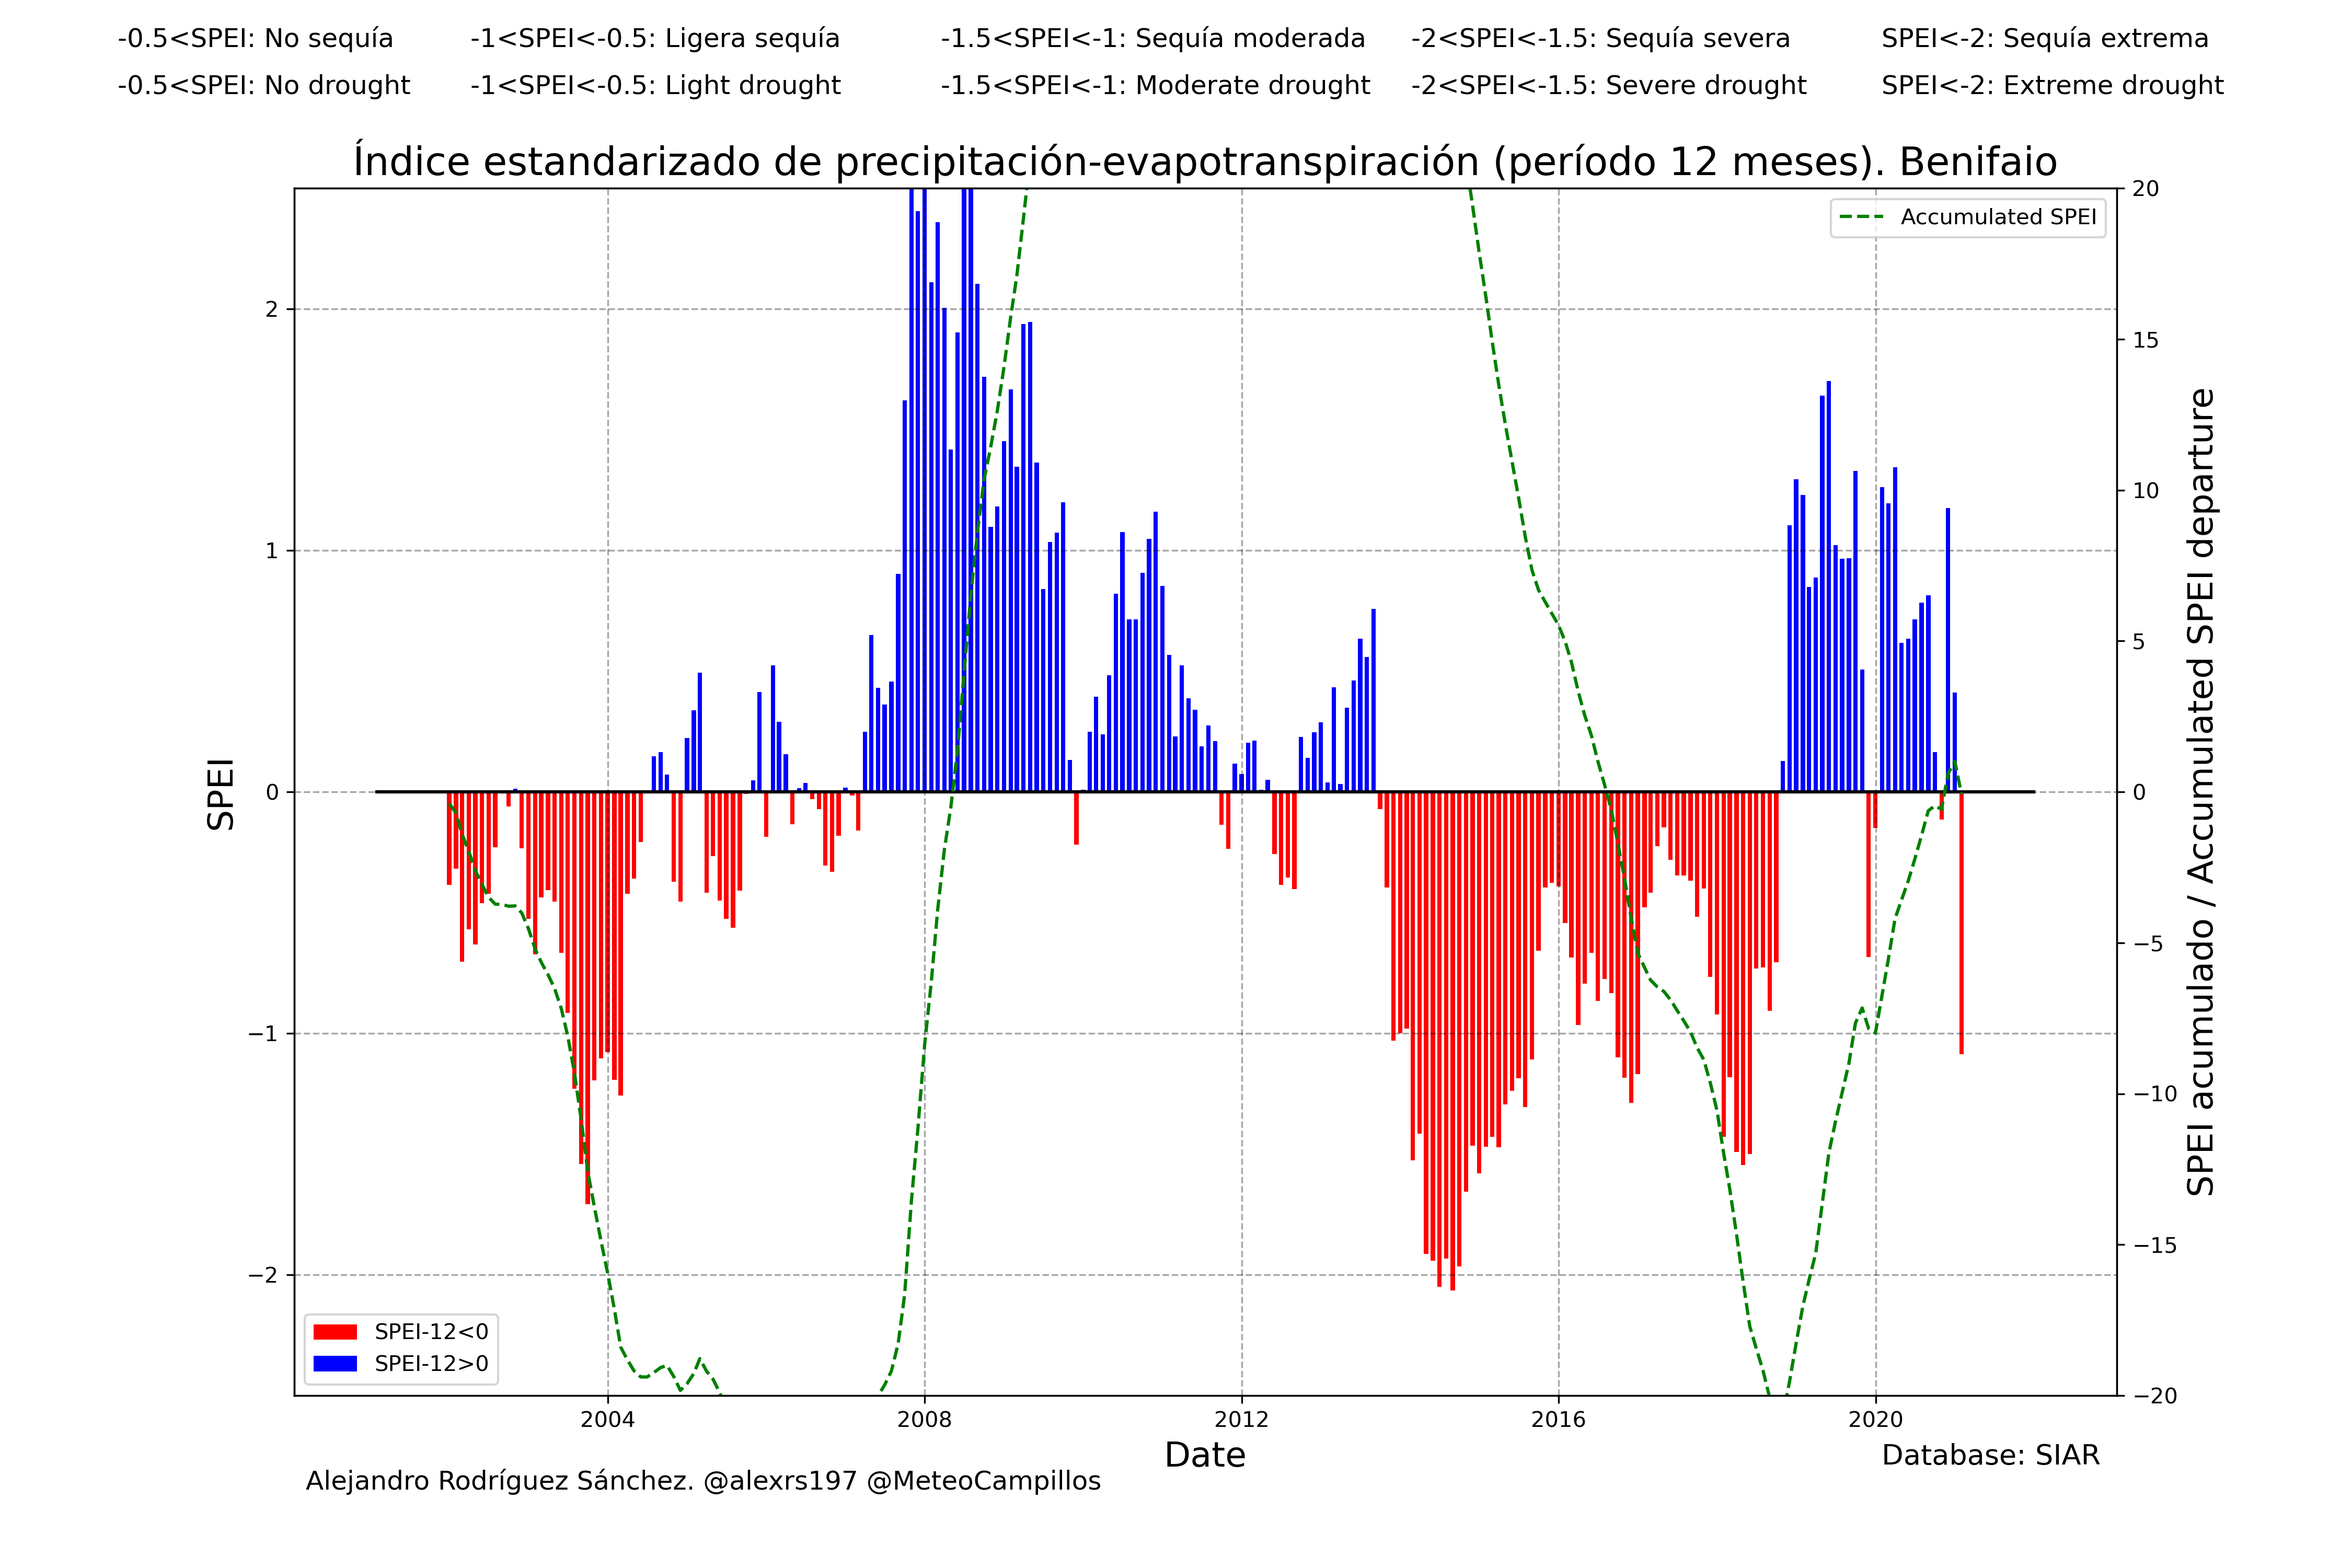 -0.5<SPEI: No sequía -1<SPEI<-0.5: Ligera sequía -1.5<SPEI<-1: Sequía moderada -2<SPEI<-1.5: Sequía severa SPEI<-2: Sequía extrema
-0.5<SPEI: No drought -1<SPEI<-0.5: Light drought -1.5<SPEI<-1: Moderate drought -2<SPEI<-1.5: Severe drought SPEI<-2: Extreme drought
Índice estandarizado de precipitación-evapotranspiración (período 12 meses). Benifaio
Accumulated SPEI
SPEI
2
1
0
−1
−2
20
15
10
5
0
−5
−10
−15
−20
SPEI acumulado / Accumulated SPEI departure
SPEI-12<0
SPEI-12>0
2004 2008 2012 2016 2020
Date
Database: SIAR
Alejandro Rodríguez Sánchez. @alexrs197 @MeteoCampillos